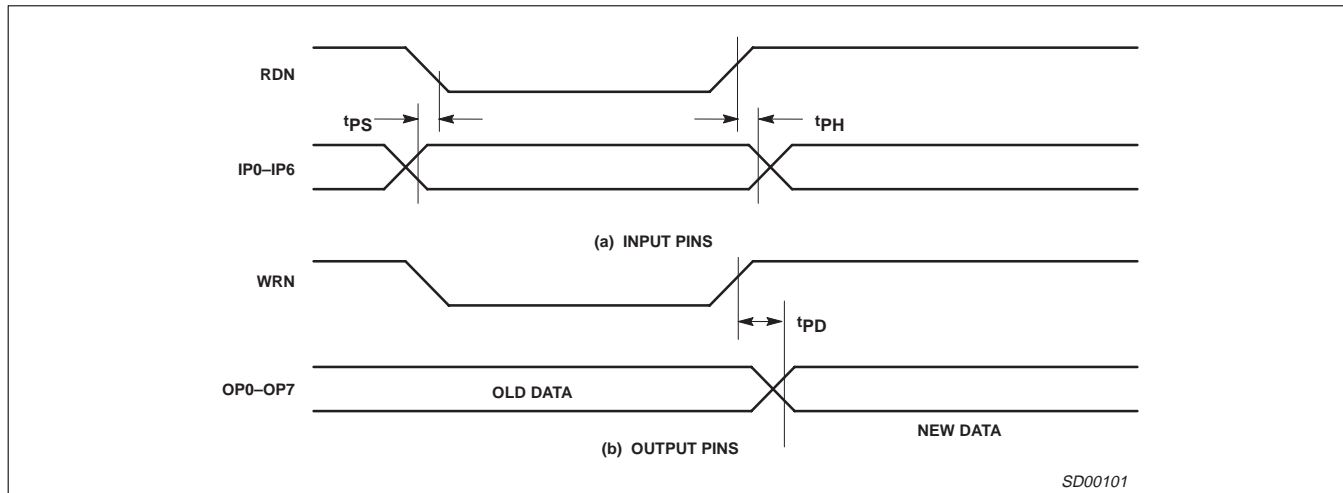 RDN
tPS
tPH
IP0–IP6
(a) INPUT PINS
WRN
tPD
OP0–OP7
OLD DATA
NEW DATA
(b) OUTPUT PINS
SD00101